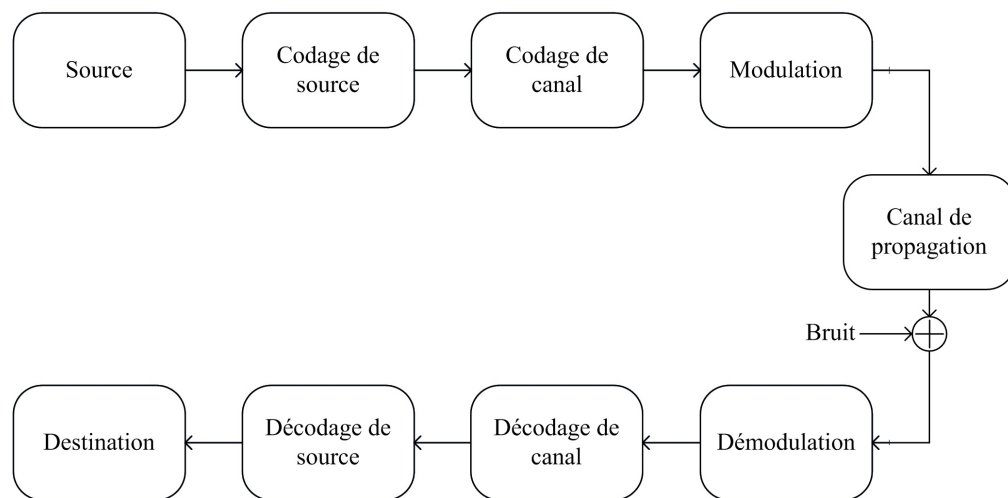 Source
Codage de
source
Codage de
canal
Modulation
Canal de
propagation
Bruit
Démodulation
Décodage de
canal
Décodage de
source
Destination